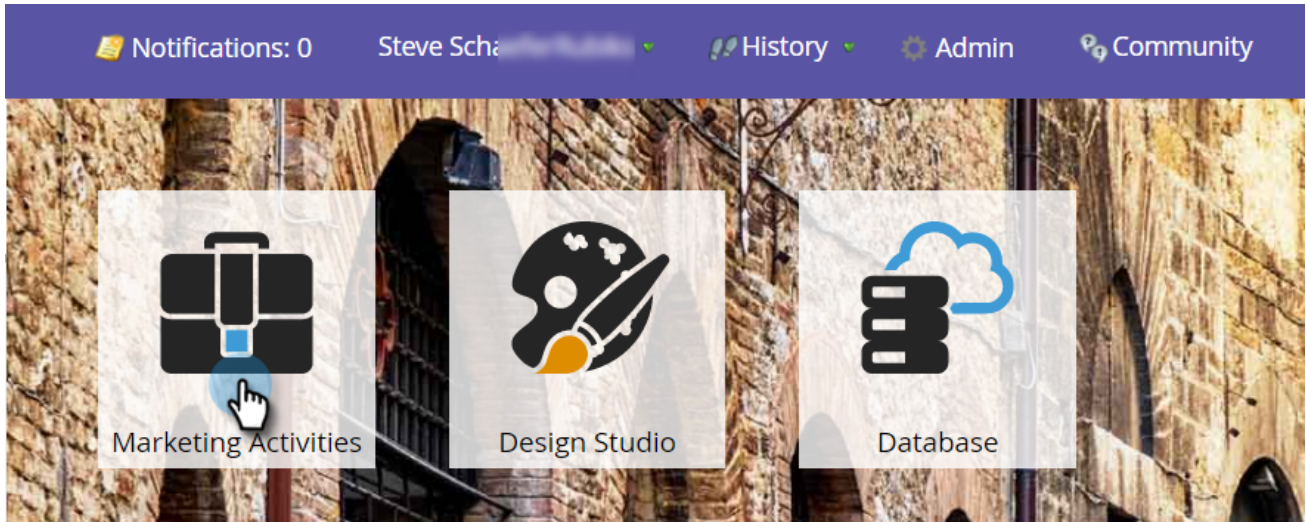 Notifications: 0 Steve Scha History Admin Community
Marketing Activities Design Studio Database